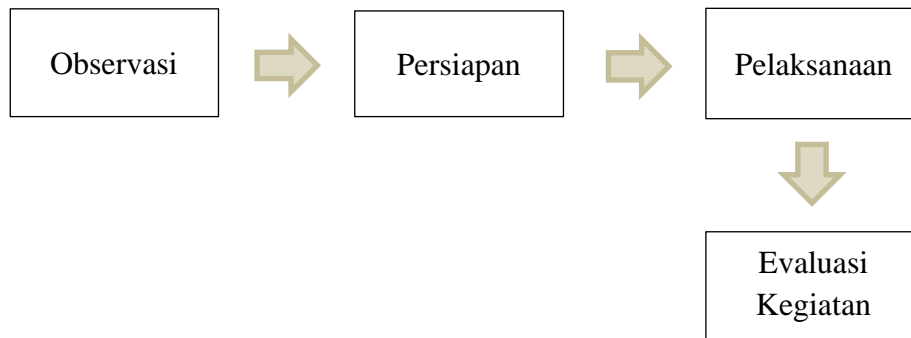 Observasi
Persiapan
Pelaksanaan
Evaluasi
Kegiatan